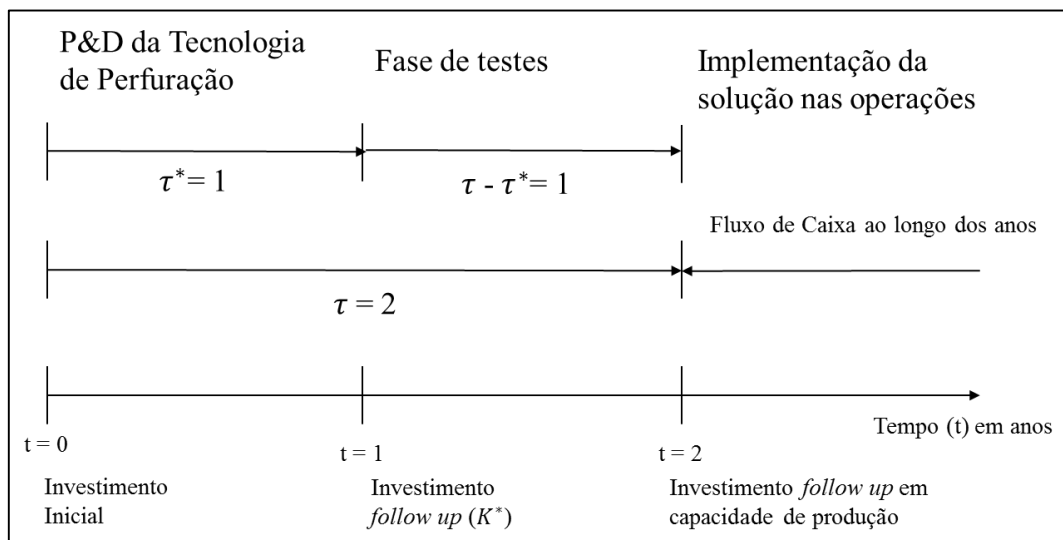 P&D da Tecnologia
de Perfuração
Fase de testes
Implementação da
solução nas operações
τ*= 1
τ - τ*= 1
Fluxo de Caixa ao longo dos anos
τ = 2
Tempo (t) em anos
t = 0
t = 1
t = 2
Investimento
Inicial
Investimento
follow up (K*)
Investimento follow up em
capacidade de produção